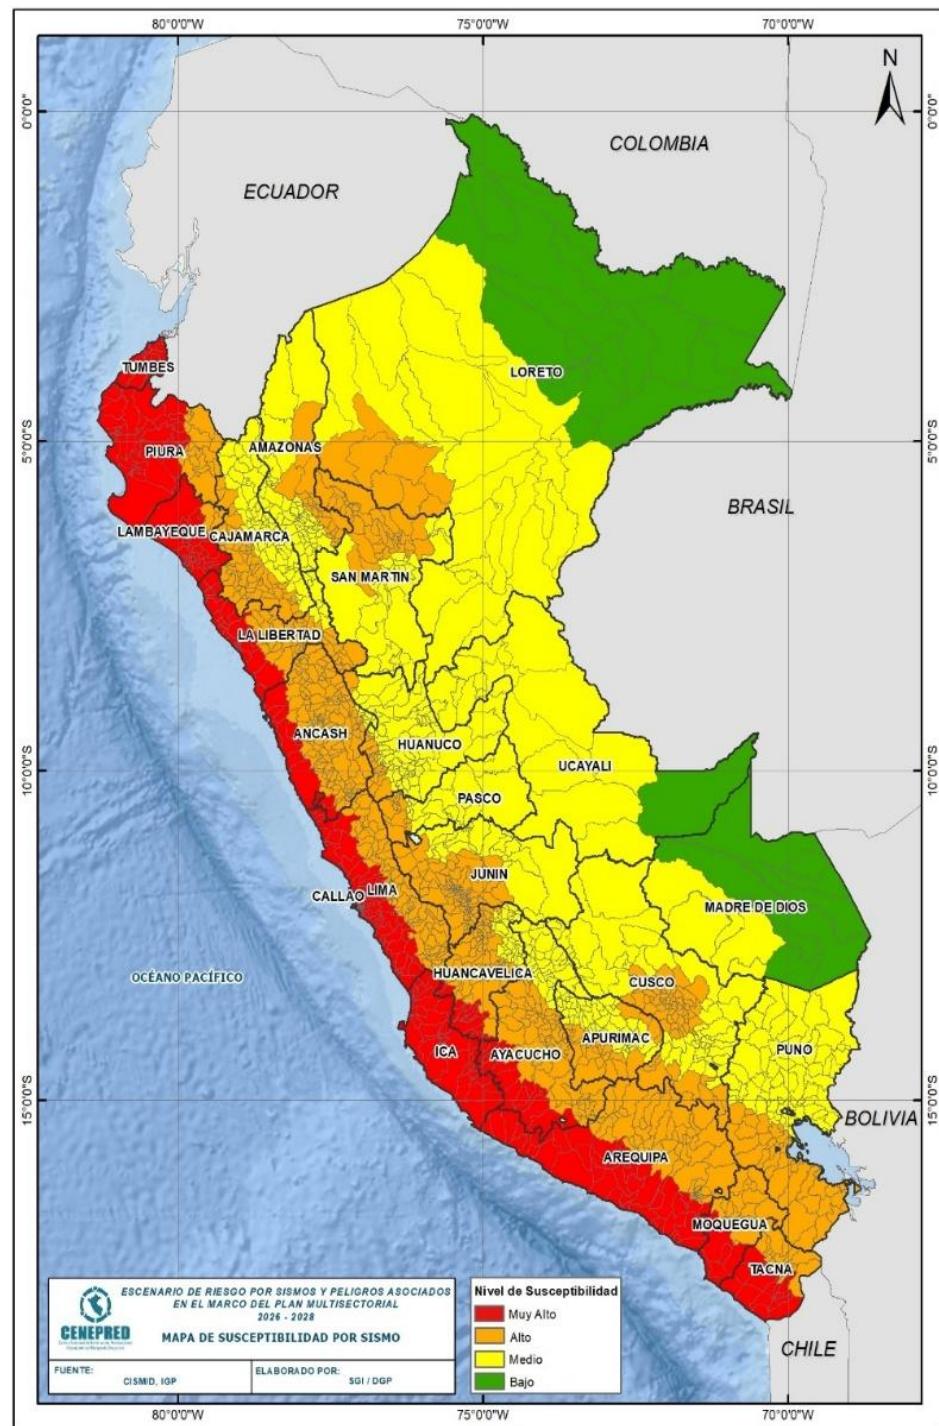 80°0'0"W 75°0'0"W 70°0'0"W
N
0°0'0" 0°0'0"
COLOMBIA
ECUADOR
TUMBES
LORETO
5°0'0"S 5°0'0"S
AMAZONAS
PIURA
BRASIL
LAMBAYEQUE
CAJAMARCA
SAN MARTIN
LA LIBERTAD
ANCASH
HUANUCO
UCAYALI
10°0'0"S 10°0'0"S
PASCO
JUNIN
CALLAO LIMA
MADRE DE DIOS
OCÉANO PACÍFICO
HUANCAVELICA
CUSCO
APURIMAC
ICA
AYACUCHO
PUNO
15°0'0"S 15°0'0"S
BOLIVIA
AREQUIPA
MOQUEGUA
TACNA
CHILE
CENEPRED
ESCENARIO DE RIESGO POR SISMOS Y PELIGROS ASOCIADOS
EN EL MARCO DEL PLAN MULTISECTORIAL
2026 - 2028
MAPA DE SUSCEPTIBILIDAD POR SISMO
FUENTE:
CISMID, IGP
ELABORADO POR:
SGI / DGP
Nivel de Susceptibilidad
Muy Alto
Alto
Medio
Bajo
80°0'0"W 75°0'0"W 70°0'0"W